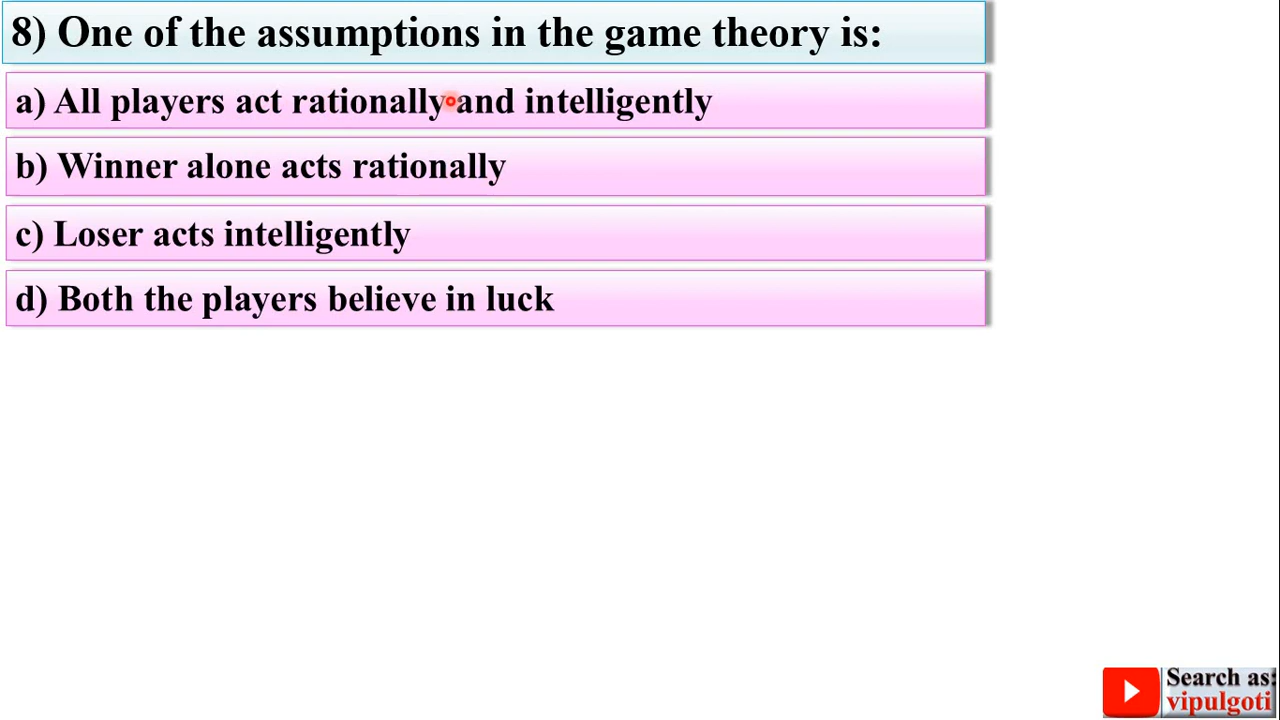 8) One of the assumptions in the game theory is:
a) All players act rationally and intelligently
b) Winner alone acts rationally
c) Loser acts intelligently
d) Both the players believe in luck
Search as:
vipulgoti